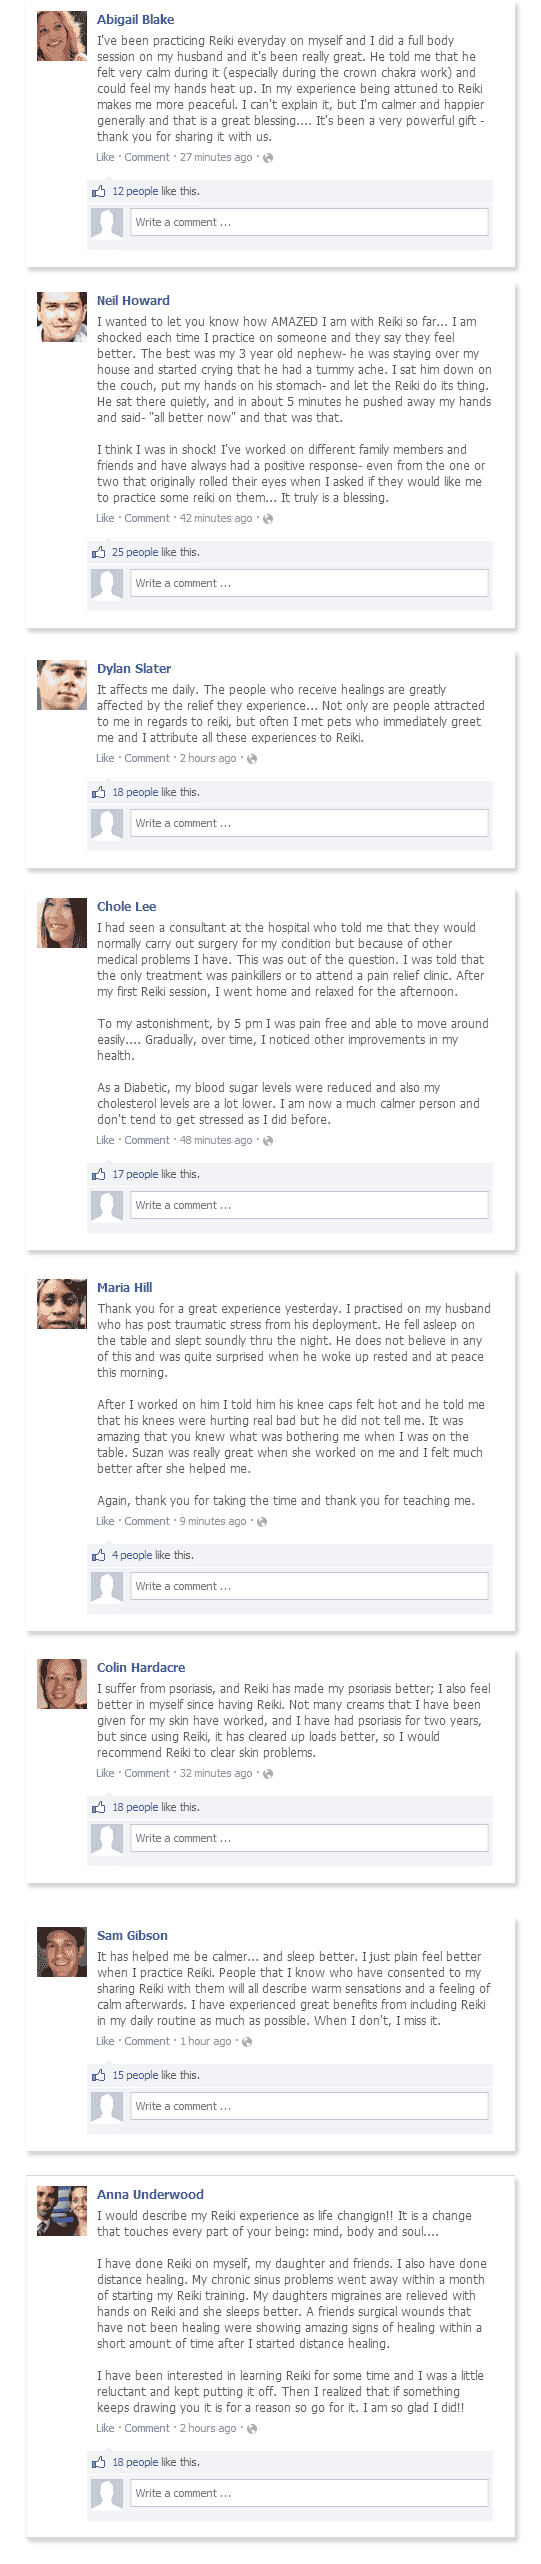 Abigail Blake
I've been practicing Reiki everyday on myself and I did a full body
session on my husband and it's been really great. He told me that he
felt very calm during it (especially during the crown chakra work) and
could feel my hands heat up. In my experience being attuned to Reiki
makes me more peaceful. I can't explain it, but I'm calmer and happier
generally and that is a great blessing.... It's been a very powerful gift -
thank you for sharing it with us.
Like · Comment · 27 minutes ago ·
12 people like this.
Write a comment ...
Neil Howard
I wanted to let you know how AMAZED I am with Reiki so far... I am
shocked each time I practice on someone and they say they feel
better. The best was my 3 year old nephew- he was staying over my
house and started crying that he had a tummy ache. I sat him down on
the couch, put my hands on his stomach- and let the Reiki do its thing.
He sat there quietly, and in about 5 minutes he pushed away my hands
and said- "all better now" and that was that.
I think I was in shock! I've worked on different family members and
friends and have always had a positive response- even from the one or
two that originally rolled their eyes when I asked if they would like me
to practice some reiki on them... It truly is a blessing.
Like · Comment · 42 minutes ago ·
25 people like this.
Write a comment ...
Dylan Slater
It affects me daily. The people who receive healings are greatly
affected by the relief they experience... Not only are people attracted
to me in regards to reiki, but often I met pets who immediately greet
me and I attribute all these experiences to Reiki.
Like · Comment · 2 hours ago ·
18 people like this.
Write a comment ...
Chole Lee
I had seen a consultant at the hospital who told me that they would
normally carry out surgery for my condition but because of other
medical problems I have. This was out of the question. I was told that
the only treatment was painkillers or to attend a pain relief clinic. After
my first Reiki session, I went home and relaxed for the afternoon.
To my astonishment, by 5 pm I was pain free and able to move around
easily.... Gradually, over time, I noticed other improvements in my
health.
As a Diabetic, my blood sugar levels were reduced and also my
cholesterol levels are a lot lower. I am now a much calmer person and
don't tend to get stressed as I did before.
Like · Comment · 48 minutes ago ·
17 people like this.
Write a comment ...
Maria Hill
Thank you for a great experience yesterday. I practised on my husband
who has post traumatic stress from his deployment. He fell asleep on
the table and slept soundly thru the night. He does not believe in any
of this and was quite surprised when he woke up rested and at peace
this morning.
After I worked on him I told him his knee caps felt hot and he told me
that his knees were hurting real bad but he did not tell me. It was
amazing that you knew what was bothering me when I was on the
table. Suzan was really great when she worked on me and I felt much
better after she helped me.
Again, thank you for taking the time and thank you for teaching me.
Like · Comment · 9 minutes ago ·
4 people like this.
Write a comment ...
Colin Hardacre
I suffer from psoriasis, and Reiki has made my psoriasis better; I also feel
better in myself since having Reiki. Not many creams that I have been
given for my skin have worked, and I have had psoriasis for two years,
but since using Reiki, it has cleared up loads better, so I would
recommend Reiki to clear skin problems.
Like · Comment · 32 minutes ago ·
18 people like this.
Write a comment ...
Sam Gibson
It has helped me be calmer... and sleep better. I just plain feel better
when I practice Reiki. People that I know who have consented to my
sharing Reiki with them will all describe warm sensations and a feeling of
calm afterwards. I have experienced great benefits from including Reiki
in my daily routine as much as possible. When I don't, I miss it.
Like · Comment · 1 hour ago ·
15 people like this.
Write a comment ...
Anna Underwood
I would describe my Reiki experience as life changign!! It is a change
that touches every part of your being: mind, body and soul....
I have done Reiki on myself, my daughter and friends. I also have done
distance healing. My chronic sinus problems went away within a month
of starting my Reiki training. My daughters migraines are relieved with
hands on Reiki and she sleeps better. A friends surgical wounds that
have not been healing were showing amazing signs of healing within a
short amount of time after I started distance healing.
I have been interested in learning Reiki for some time and I was a little
reluctant and kept putting it off. Then I realized that if something
keeps drawing you it is for a reason so go for it. I am so glad I did!!
Like · Comment · 2 hours ago ·
18 people like this.
Write a comment ...